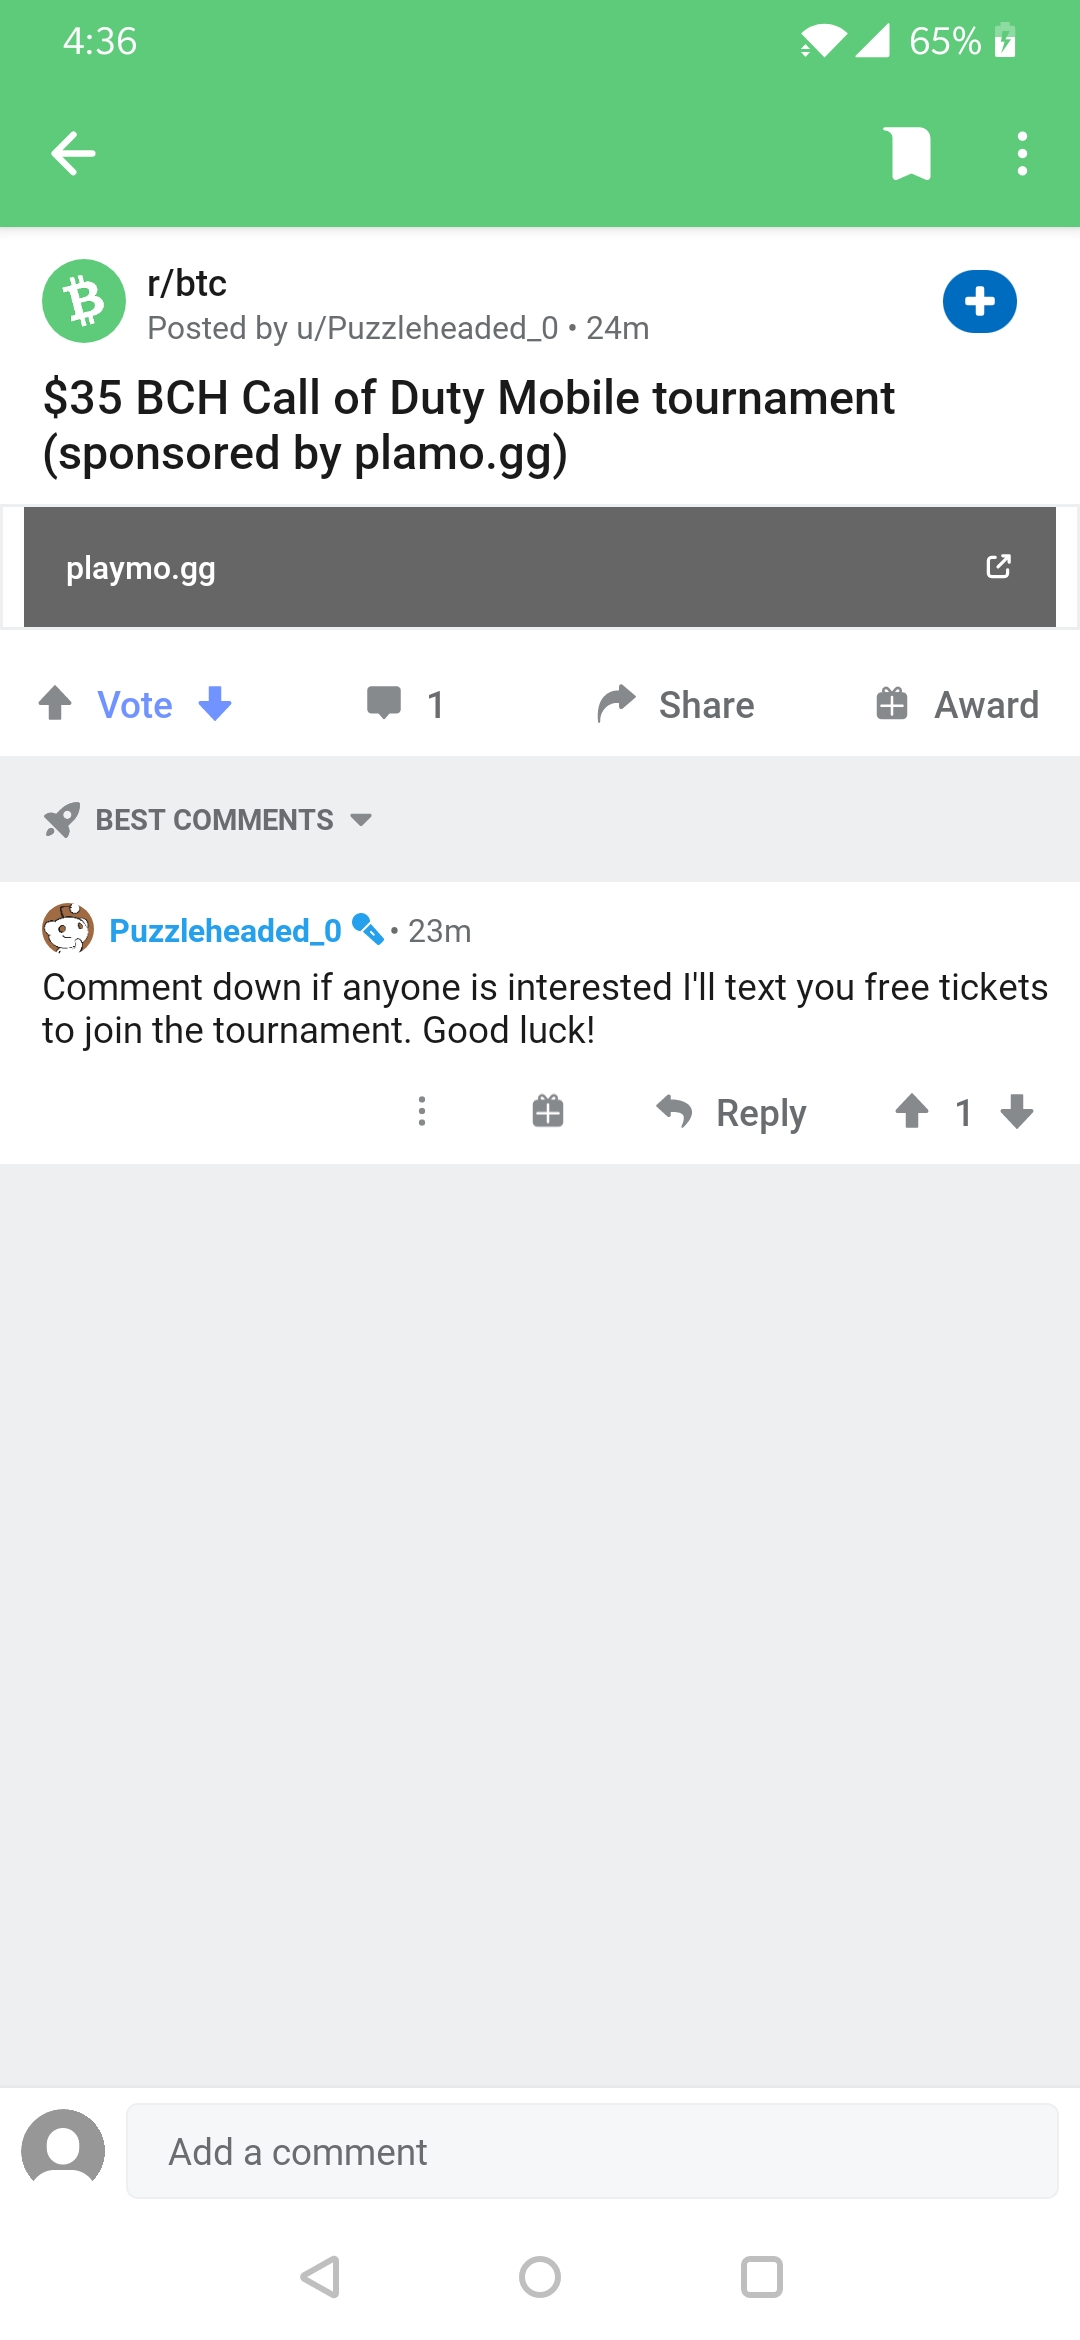 4:36
65%
r/btc
Posted by u/Puzzleheaded_0 • 24m
$35 BCH Call of Duty Mobile tournament
(sponsored by plamo.gg)
playmo.gg
Vote
1
Share
Award
BEST COMMENTS
Puzzleheaded_0 • 23m
Comment down if anyone is interested I'll text you free tickets
to join the tournament. Good luck!
Reply
1
Add a comment